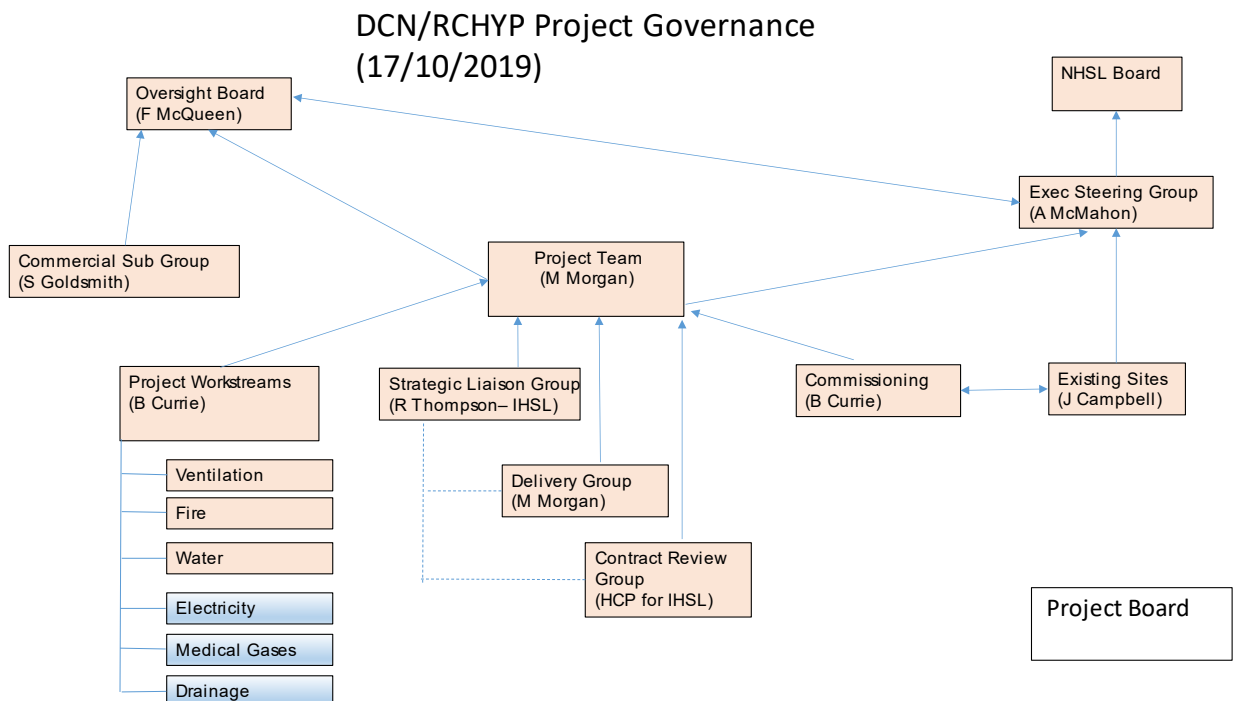 DCN/RCHYP Project Governance
(17/10/2019)
Oversight Board
(F McQueen)
NHSL Board
Exec Steering Group
(A McMahon)
Commercial Sub Group
(S Goldsmith)
Project Team
(M Morgan)
Project Workstreams
(B Currie)
Strategic Liaison Group
(R Thompson– IHSL)
Commissioning
(B Currie)
Existing Sites
(J Campbell)
Ventilation
Fire
Water
Electricity
Medical Gases
Drainage
Delivery Group
(M Morgan)
Contract Review
Group
(HCP for IHSL)
Project Board